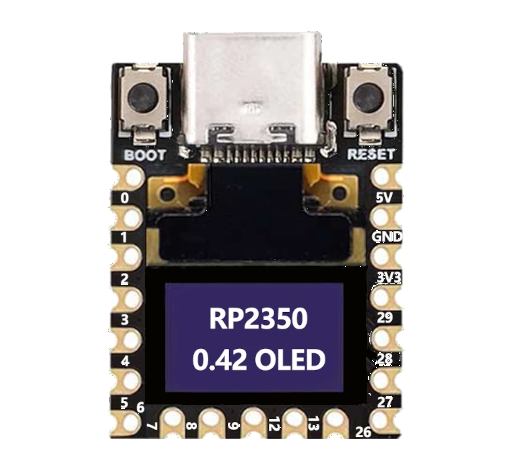 BOOT RESET
0 5V
1 GND
2 3V3
3 29
4 28
5 27
6
7 8 9 12 13 26
RP2350
0.42 OLED